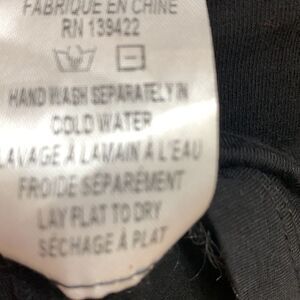 FABRIQUÉ EN CHINE
RN 139422
HAND WASH SEPARATELY IN
COLD WATER
LAVAGE À LA MAIN À L'EAU
FROIDE SÉPARÉMENT
LAY FLAT TO DRY
SÉCHAGE À PLAT